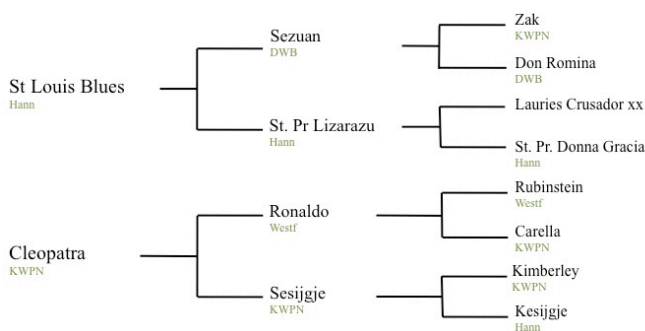 St Louis Blues
Hann
Sezuan
DWB
Zak
KWPN
Don Romina
DWB
St. Pr Lizarazu
Hann
Lauries Crusador xx
St. Pr. Donna Gracia
Hann
Cleopatra
KWPN
Ronaldo
Westf
Rubinstein
Westf
Carella
KWPN
Sesijgje
KWPN
Kimberley
KWPN
Kesijgje
Hann